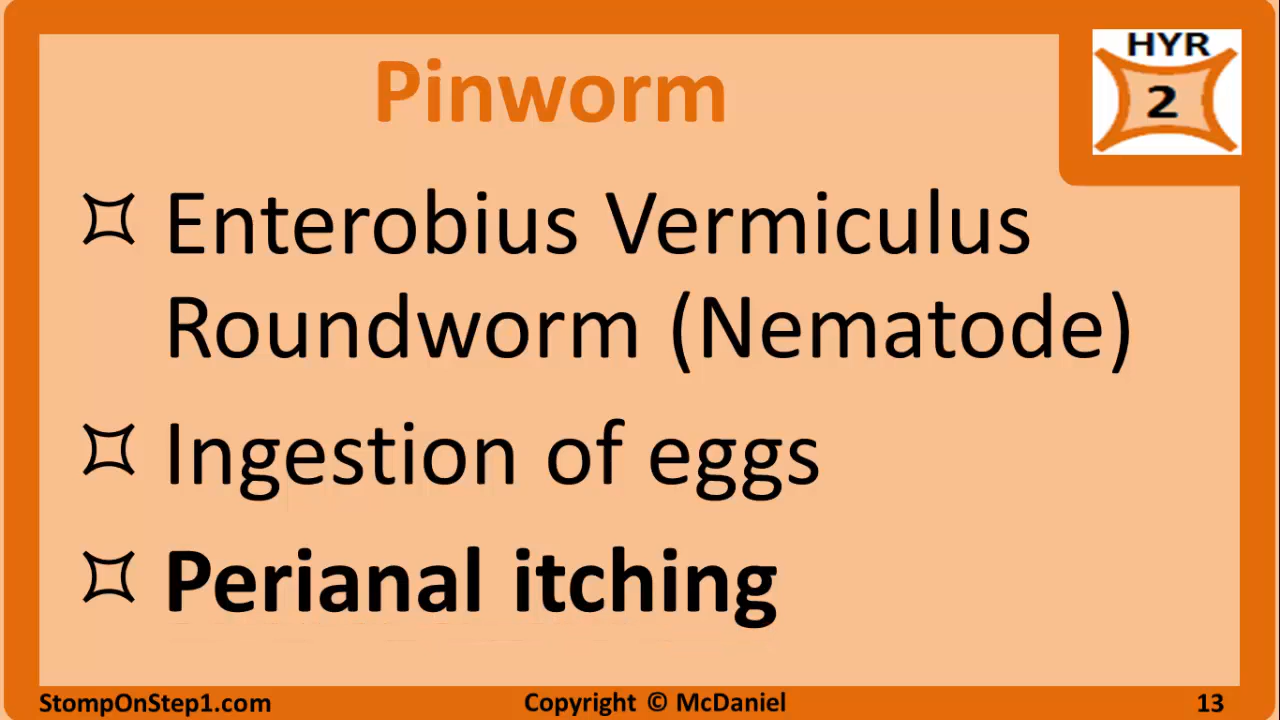 HYR
2
Pinworm
Enterobius Vermiculus
Roundworm (Nematode)
Ingestion of eggs
Perianal itching
StompOnStep1.com
Copyright © McDaniel
13